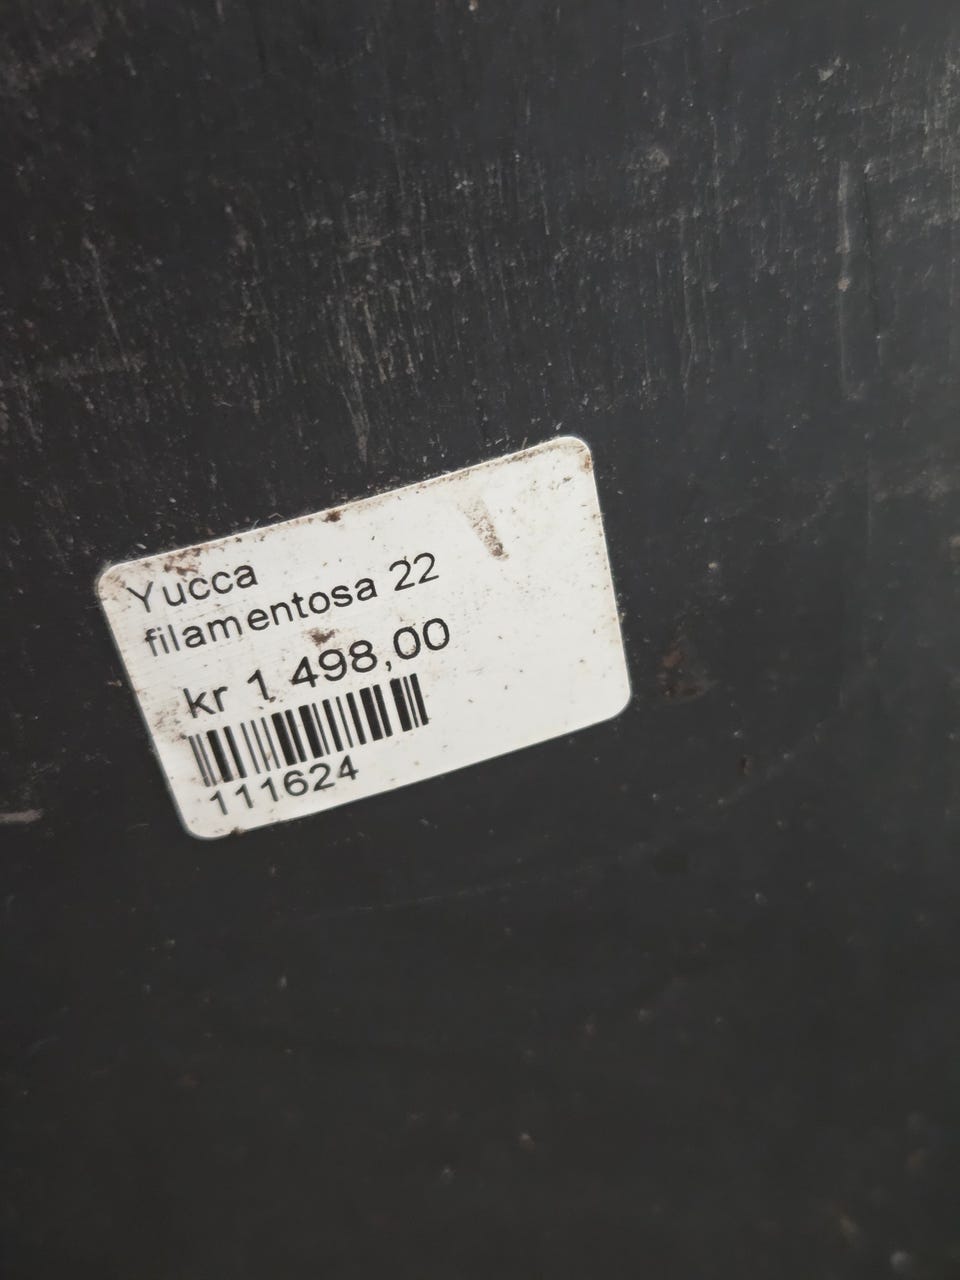 Yucca
filamentosa 22
kr 1 498,00
111624